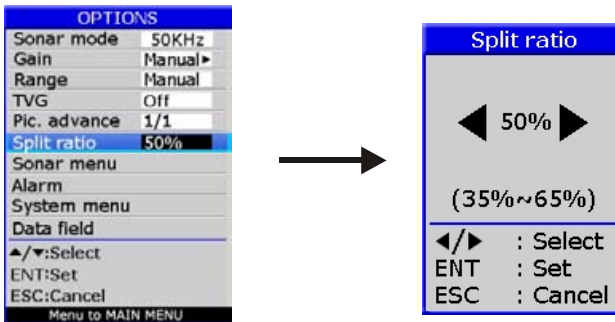 OPTIONS
Sonar mode 50KHz
Gain Manual▸
Range Manual
TVG Off
Pic. advance 1/1
Split ratio 50%
Sonar menu
Alarm
System menu
Data field
▲/▼:Select
ENT:Set
ESC:Cancel
Menu to MAIN MENU
Split ratio
◀ 50% ▶
(35%~65%)
◀/▶ : Select
ENT : Set
ESC : Cancel